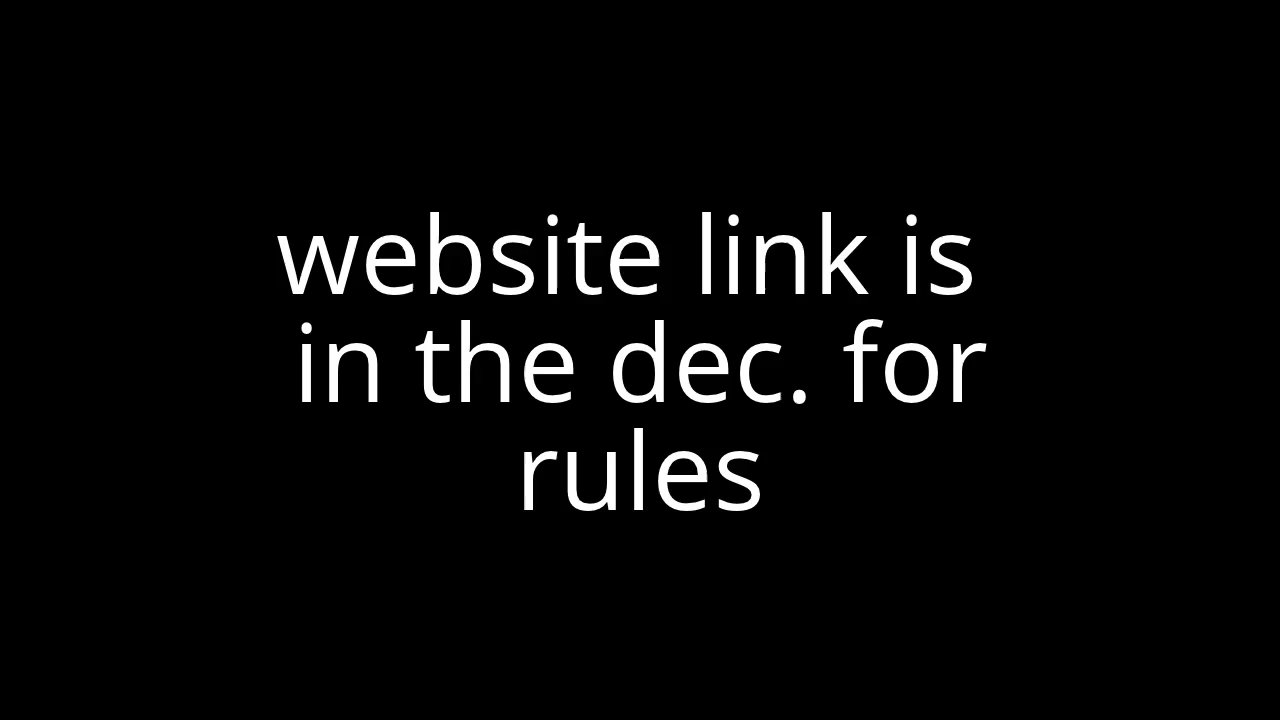 website link is
in the dec. for
rules